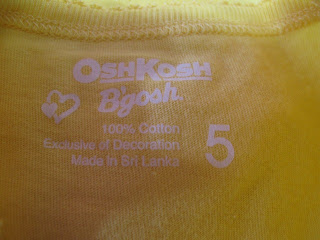 OSHKOSH
B'gosh.
100% Cotton
Exclusive of Decoration
Made in Sri Lanka
5